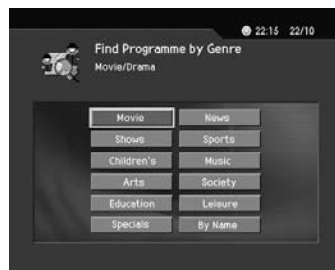 22:15 22/10
Find Programme by Genre
Movie/Drama
Movie News
Shows Sports
Children's Music
Arts Society
Education Leisure
Specials By Name